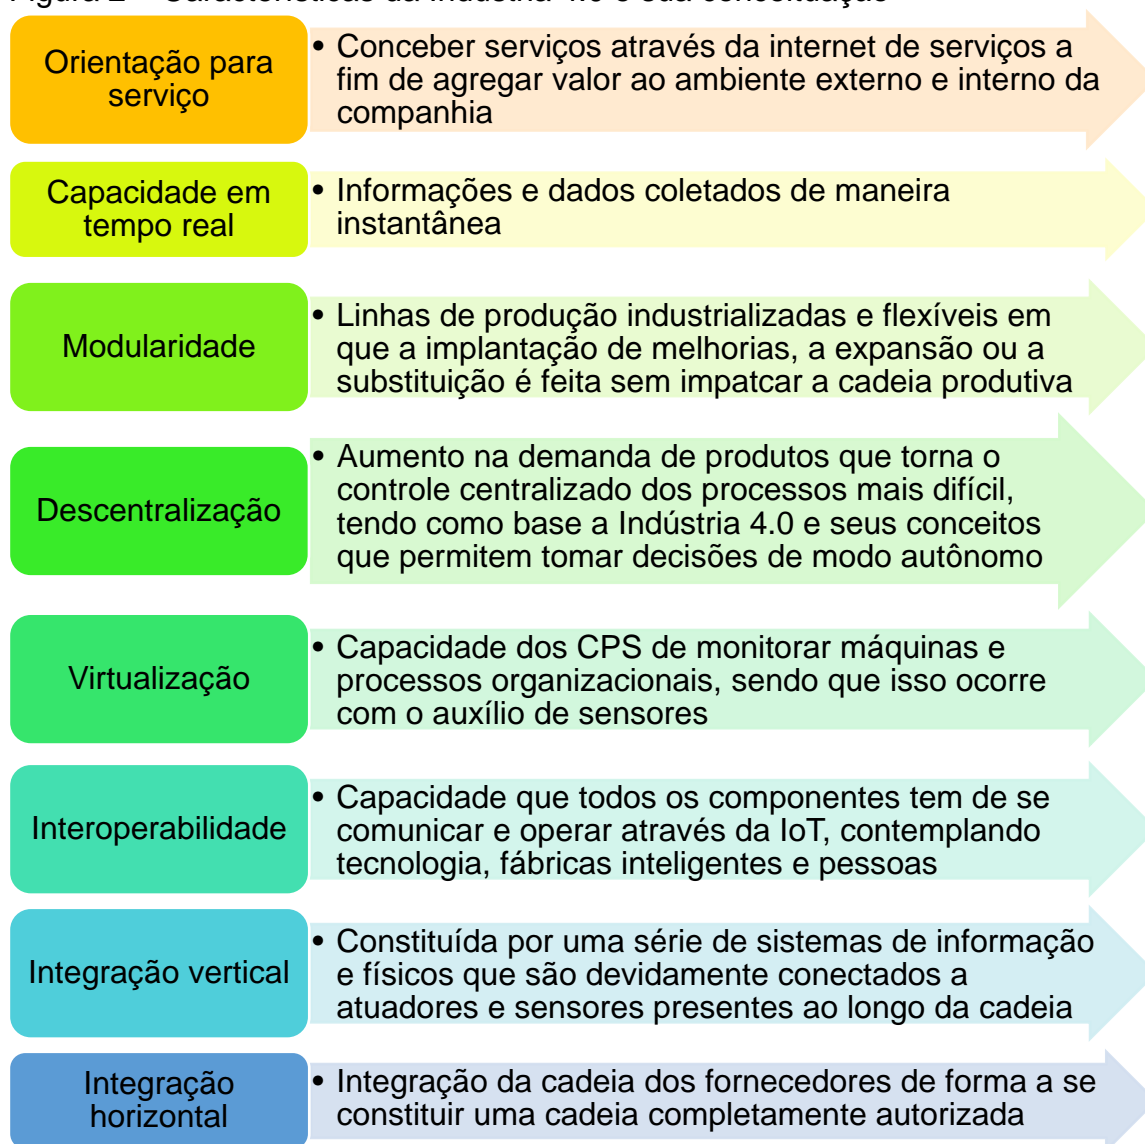 Orientação para
serviço
• Conceber serviços através da internet de serviços a
fim de agregar valor ao ambiente externo e interno da
companhia
Capacidade em
tempo real
• Informações e dados coletados de maneira
instantânea
Modularidade
• Linhas de produção industrializadas e flexíveis em
que a implantação de melhorias, a expansão ou a
substituição é feita sem impatcar a cadeia produtiva
Descentralização
• Aumento na demanda de produtos que torna o
controle centralizado dos processos mais difícil,
tendo como base a Indústria 4.0 e seus conceitos
que permitem tomar decisões de modo autônomo
Virtualização
• Capacidade dos CPS de monitorar máquinas e
processos organizacionais, sendo que isso ocorre
com o auxílio de sensores
Interoperabilidade
• Capacidade que todos os componentes tem de se
comunicar e operar através da IoT, contemplando
tecnologia, fábricas inteligentes e pessoas
Integração vertical
• Constituída por uma série de sistemas de informação
e físicos que são devidamente conectados a
atuadores e sensores presentes ao longo da cadeia
Integração
horizontal
• Integração da cadeia dos fornecedores de forma a se
constituir uma cadeia completamente autorizada